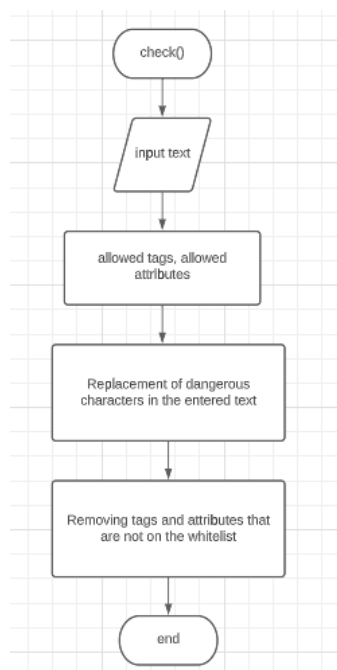 check()
input text
allowed tags, allowed
attributes
Replacement of dangerous
characters in the entered text
Removing tags and attributes that
are not on the whitelist
end